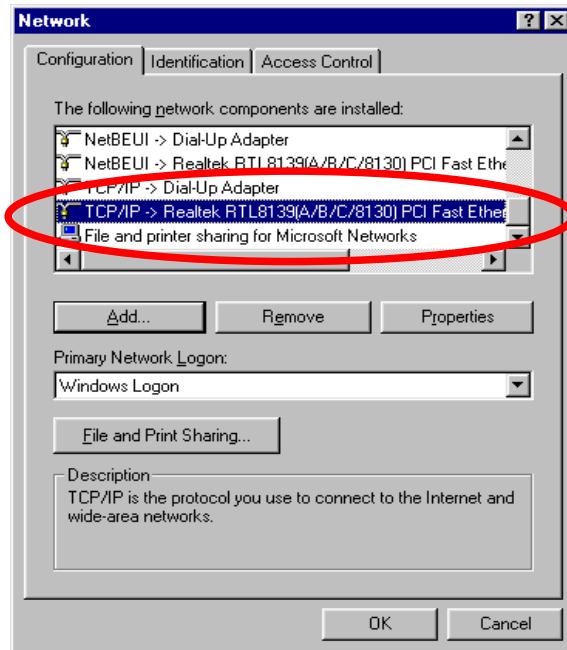 Network
Configuration Identification Access Control
The following network components are installed:
NetBEUI -> Dial-Up Adapter
NetBEUI -> Realtek RTL8139(A/B/C/8130) PCI Fast Ethe
TCP/IP -> Dial-Up Adapter
TCP/IP -> Realtek RTL8139(A/B/C/8130) PCI Fast Ether
File and printer sharing for Microsoft Networks
Add... Remove Properties
Primary Network Logon:
Windows Logon
File and Print Sharing...
Description
TCP/IP is the protocol you use to connect to the Internet and
wide-area networks.
OK Cancel